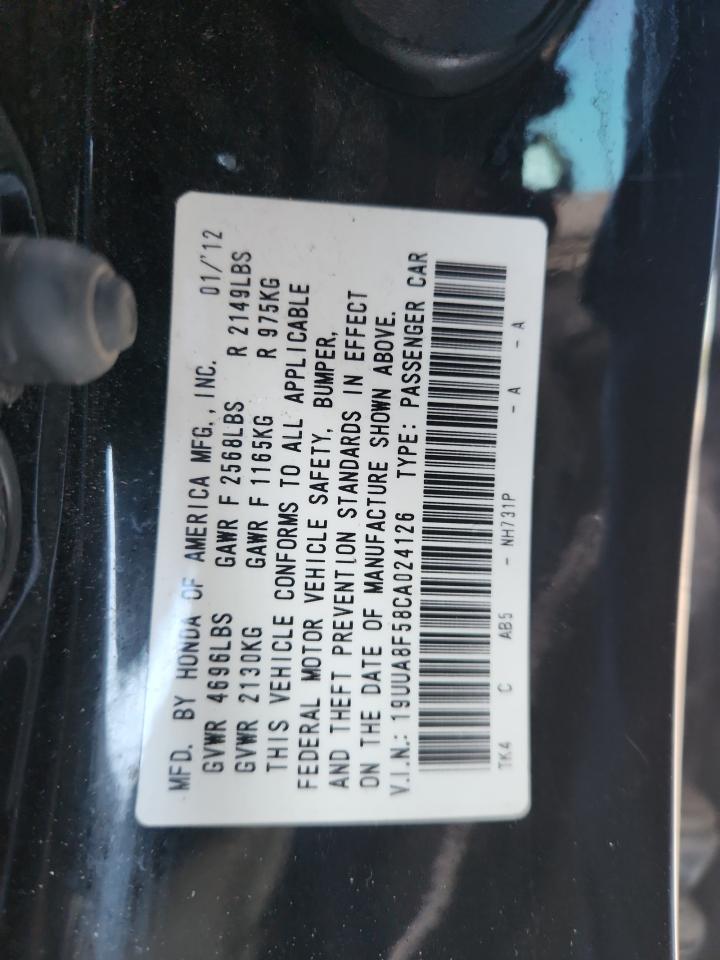 MFD. BY HONDA OF AMERICA MFG., INC. 01/'12
GVWR 4696LBS GAWR F 2568LBS R 2149LBS
GVWR 2130KG GAWR F 1165KG R 975KG
THIS VEHICLE CONFORMS TO ALL APPLICABLE
FEDERAL MOTOR VEHICLE SAFETY, BUMPER,
AND THEFT PREVENTION STANDARDS IN EFFECT
ON THE DATE OF MANUFACTURE SHOWN ABOVE.
V.I.N.: 19UUA8F58CA024126 TYPE: PASSENGER CAR
TK4 C AB5 - NH731P - A - A